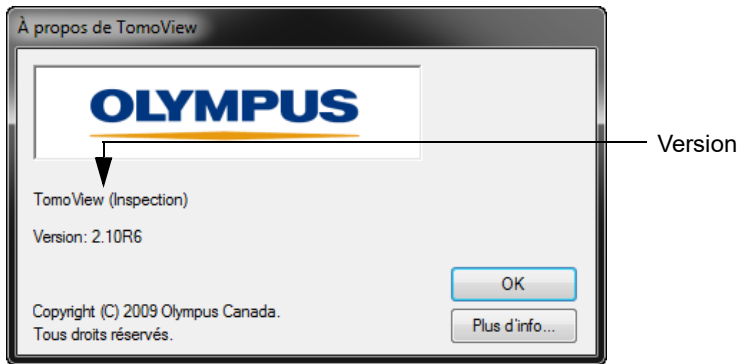 À propos de TomoView
OLYMPUS
Version
TomoView (Inspection)
Version: 2.10R6
OK
Copyright (C) 2009 Olympus Canada.
Tous droits réservés.
Plus d'info...